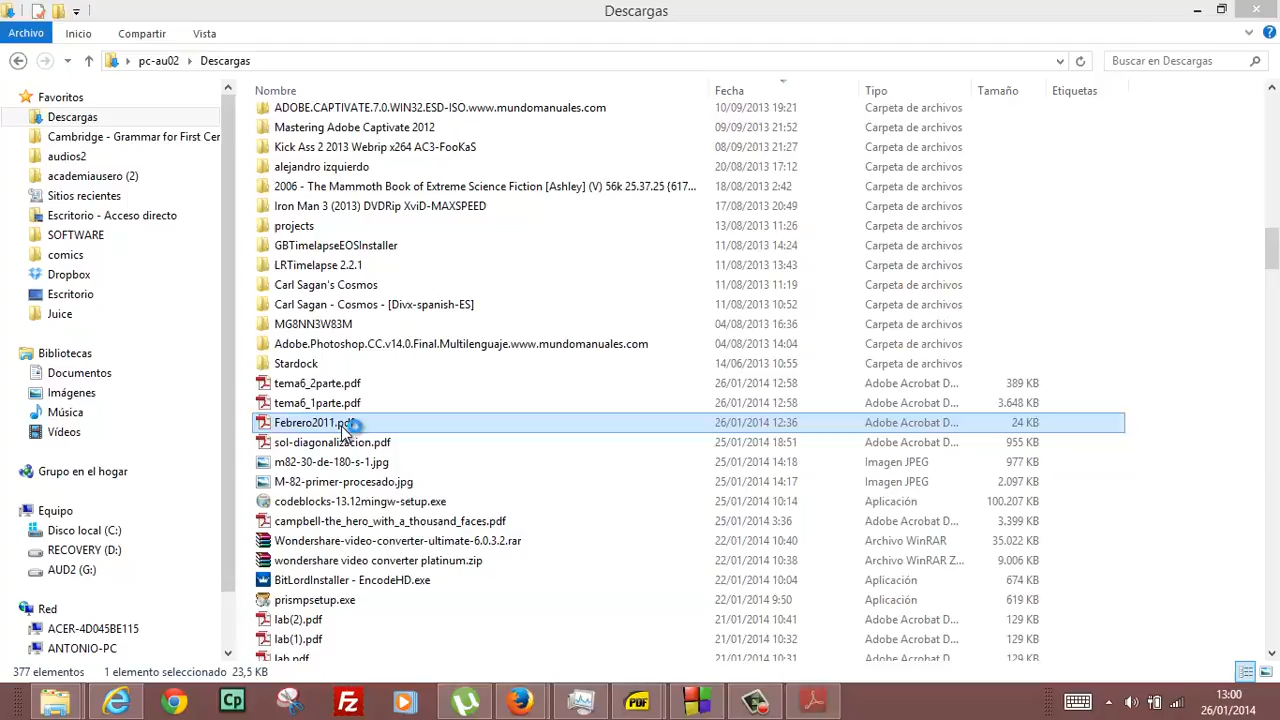 Descargas
Archivo Inicio Compartir Vista
pc-au02 Descargas Buscar en Descargas
Favoritos
Descargas
Cambridge - Grammar for First Cer
audios2
academiausero (2)
Sitios recientes
Escritorio - Acceso directo
SOFTWARE
comics
Dropbox
Escritorio
Juice
Bibliotecas
Documentos
Imágenes
Música
Vídeos
Grupo en el hogar
Equipo
Disco local (C:)
RECOVERY (D:)
AUD2 (G:)
Red
ACER-4D045BE115
ANTONIO-PC
Nombre Fecha Tipo Tamaño Etiquetas
ADOBE.CAPTIVATE.7.0.WIN32.ESD-ISO.www.mundomanuales.com 10/09/2013 19:21 Carpeta de archivos
Mastering Adobe Captivate 2012 09/09/2013 21:52 Carpeta de archivos
Kick Ass 2 2013 Webrip x264 AC3-FooKaS 08/09/2013 21:27 Carpeta de archivos
alejandro izquierdo 20/08/2013 17:12 Carpeta de archivos
2006 - The Mammoth Book of Extreme Science Fiction [Ashley] (V) 56k 25.37.25 {617... 18/08/2013 2:42 Carpeta de archivos
Iron Man 3 (2013) DVDRip XviD-MAXSPEED 17/08/2013 20:49 Carpeta de archivos
projects 13/08/2013 11:26 Carpeta de archivos
GBTimelapseEOSInstaller 11/08/2013 14:24 Carpeta de archivos
LRTimelapse 2.2.1 11/08/2013 13:43 Carpeta de archivos
Carl Sagan's Cosmos 11/08/2013 11:19 Carpeta de archivos
Carl Sagan - Cosmos - [Divx-spanish-ES] 11/08/2013 10:52 Carpeta de archivos
MG8NN3W83M 04/08/2013 16:36 Carpeta de archivos
Adobe.Photoshop.CC.v14.0.Final.Multilenguaje.www.mundomanuales.com 04/08/2013 14:04 Carpeta de archivos
Stardock 14/06/2013 10:55 Carpeta de archivos
tema6_2parte.pdf 26/01/2014 12:58 Adobe Acrobat D... 389 KB
tema6_1parte.pdf 26/01/2014 12:58 Adobe Acrobat D... 3.648 KB
Febrero2011.pdf 26/01/2014 12:36 Adobe Acrobat D... 24 KB
sol-diagonalizacion.pdf 25/01/2014 18:51 Adobe Acrobat D... 955 KB
m82-30-de-180-s-1.jpg 25/01/2014 14:18 Imagen JPEG 977 KB
M-82-primer-procesado.jpg 25/01/2014 14:17 Imagen JPEG 2.097 KB
codeblocks-13.12mingw-setup.exe 25/01/2014 10:14 Aplicación 100.207 KB
campbell-the_hero_with_a_thousand_faces.pdf 25/01/2014 3:36 Adobe Acrobat D... 3.399 KB
Wondershare-video-converter-ultimate-6.0.3.2.rar 22/01/2014 10:40 Archivo WinRAR 35.022 KB
wondershare video converter platinum.zip 22/01/2014 10:38 Archivo WinRAR Z... 9.006 KB
BitLordInstaller - EncodeHD.exe 22/01/2014 10:04 Aplicación 674 KB
prismpsetup.exe 22/01/2014 9:50 Aplicación 619 KB
lab(2).pdf 21/01/2014 10:41 Adobe Acrobat D... 129 KB
lab(1).pdf 21/01/2014 10:32 Adobe Acrobat D... 129 KB
lab.pdf 21/01/2014 10:31 Adobe Acrobat D... 129 KB
377 elementos 1 elemento seleccionado 23,5 KB
Cp
FZ
PDF
13:00
26/01/2014